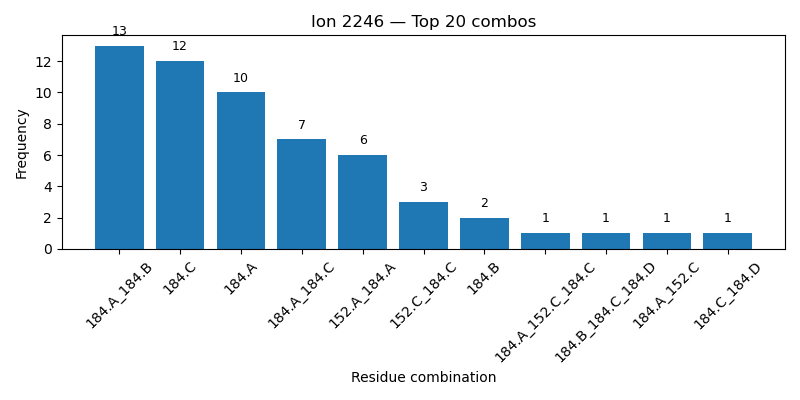 Ion 2246 — Top 20 combos
Frequency
12
10
8
6
4
2
0
13
12
10
7
6
3
2
1
1
1
1
184.A_184.B
184.C
184.A
184.A_184.C
152.A_184.A
152.C_184.C
184.B
184.A_152.C_184.C
184.B_184.C_184.D
184.A_152.C
184.C_184.D
Residue combination